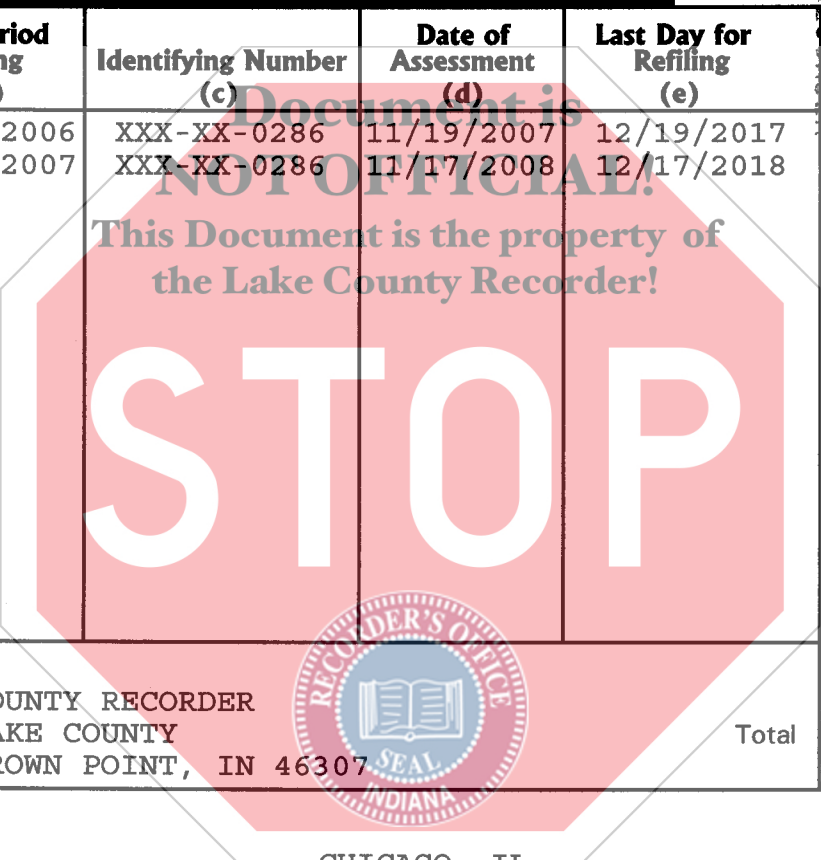 riod
Identifying Number
(c)
Date of
Assessment
(d)
Last Day for
Refiling
(e)
2006 XXX-XX-0286 11/19/2007 12/19/2017
2007 XXX-XX-0286 11/17/2008 12/17/2018
Document is
NOT OFFICIAL!
This Document is the property of
the Lake County Recorder!
STOP
RECORDER'S OFFICE
SEAL
INDIANA
OUNTY RECORDER
AKE COUNTY
ROWN POINT, IN 46307
Total